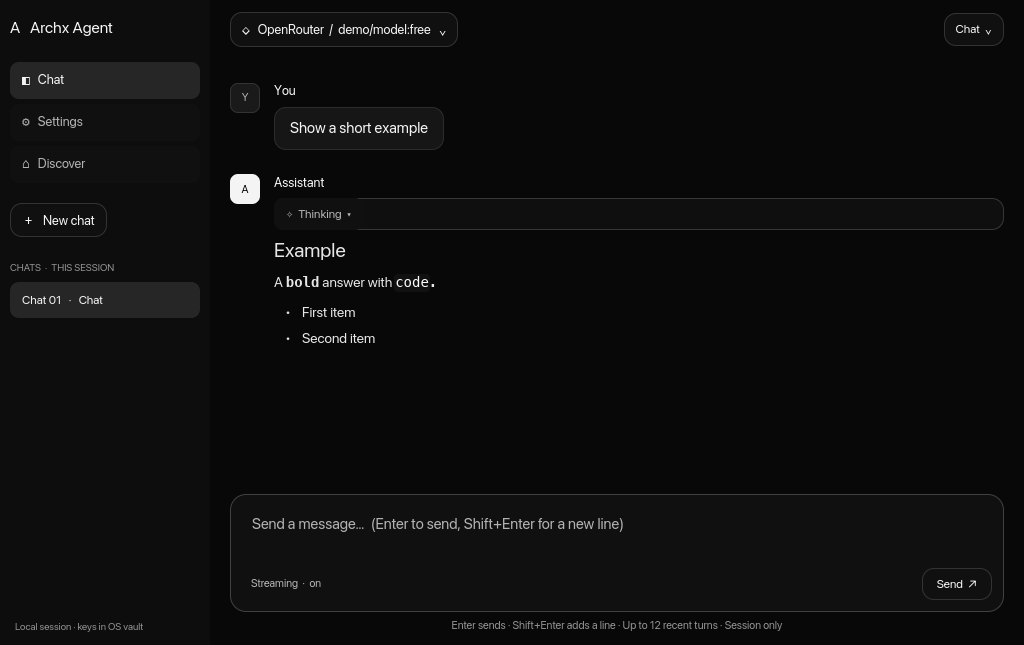 A Archx Agent
Chat
Settings
Discover
+ New chat
CHATS · THIS SESSION
Chat 01 · Chat
Local session · keys in OS vault
OpenRouter / demo/model:free
Chat
Y
You
Show a short example
A
Assistant
Thinking
Example
A bold answer with code.
• First item
• Second item
Send a message... (Enter to send, Shift+Enter for a new line)
Streaming · on
Send ↗
Enter sends · Shift+Enter adds a line · Up to 12 recent turns · Session only